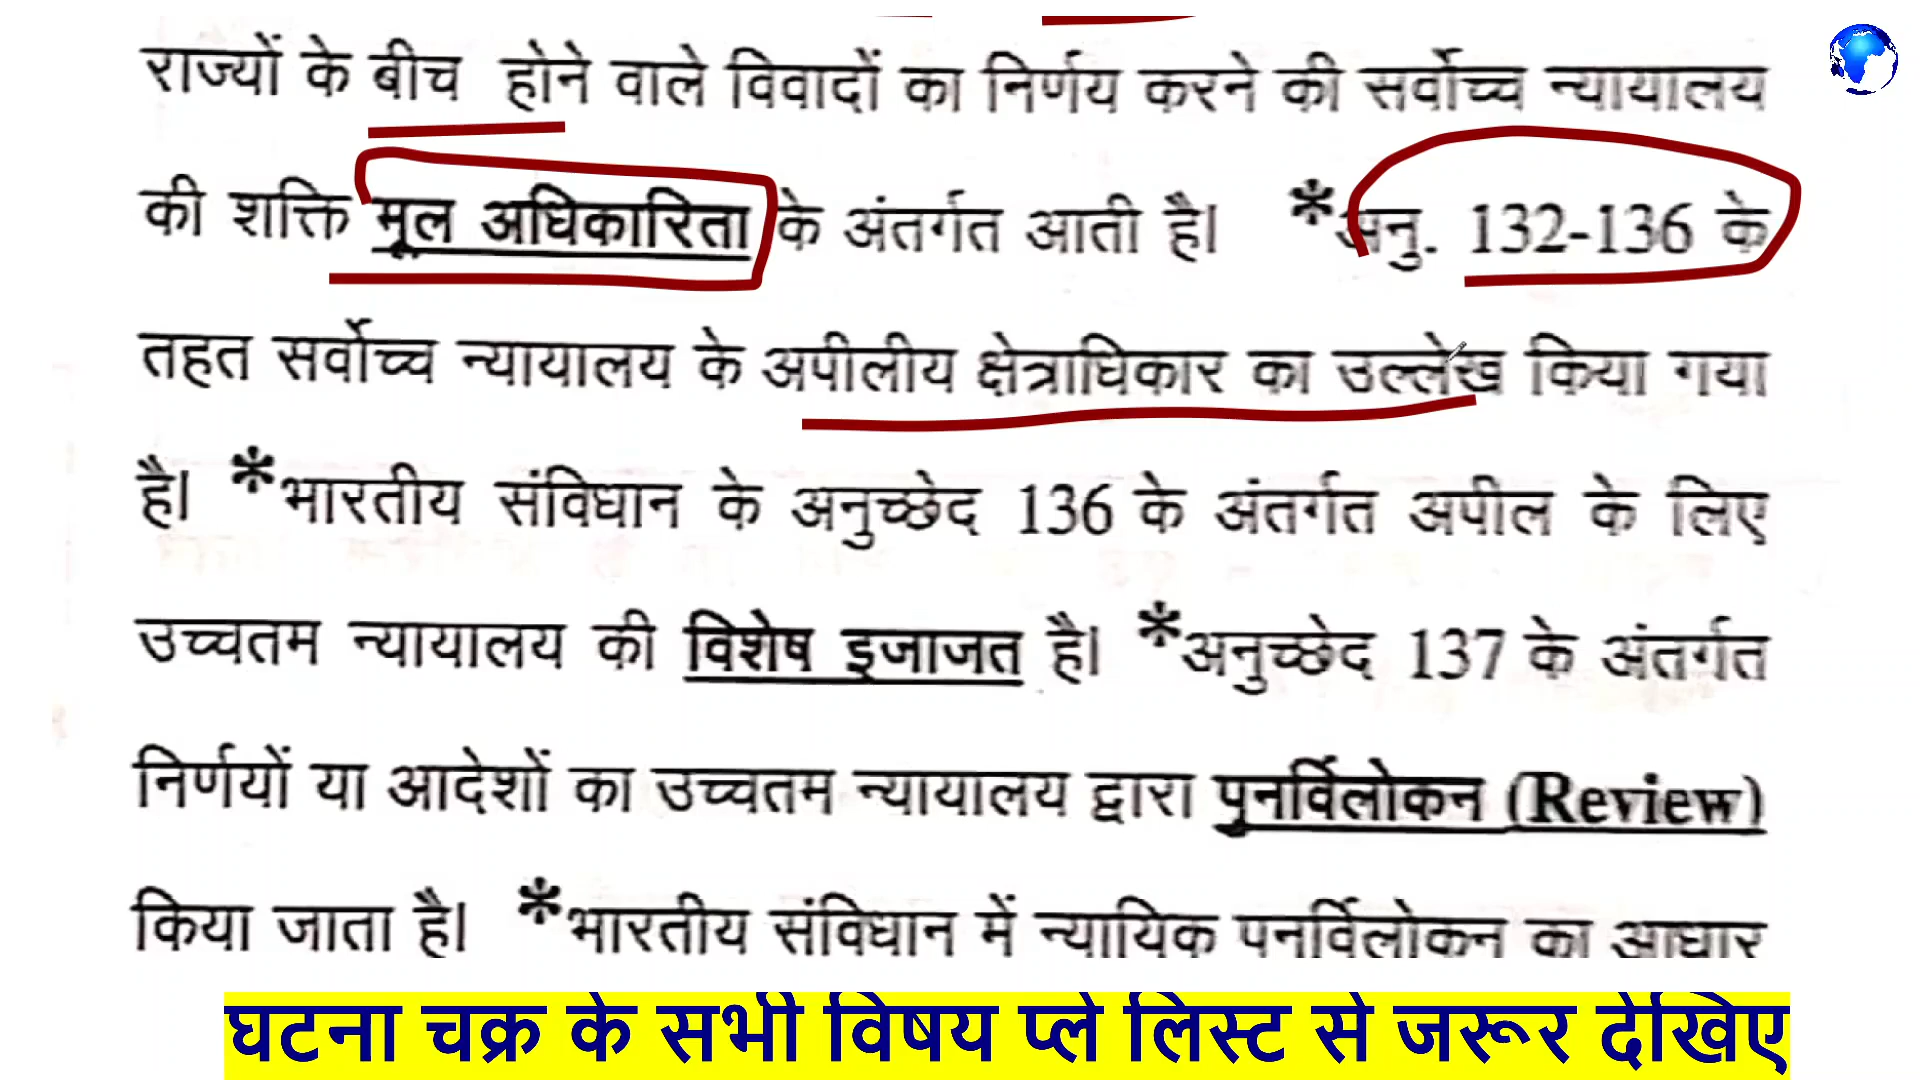 राज्यों के बीच होने वाले विवादों का निर्णय करने की सर्वोच्च न्यायालय
की शक्ति मूल अधिकारिता के अंतर्गत आती है। *अनु. 132-136 के
तहत सर्वोच्च न्यायालय के अपीलीय क्षेत्राधिकार का उल्लेख किया गया
है। *भारतीय संविधान के अनुच्छेद 136 के अंतर्गत अपील के लिए
उच्चतम न्यायालय की विशेष इजाजत है। *अनुच्छेद 137 के अंतर्गत
निर्णयों या आदेशों का उच्चतम न्यायालय द्वारा पुनर्विलोकन (Review)
किया जाता है। *भारतीय संविधान में न्यायिक पुनर्विलोकन का आधार
घटना चक्र के सभी विषय प्ले लिस्ट से जरूर देखिए